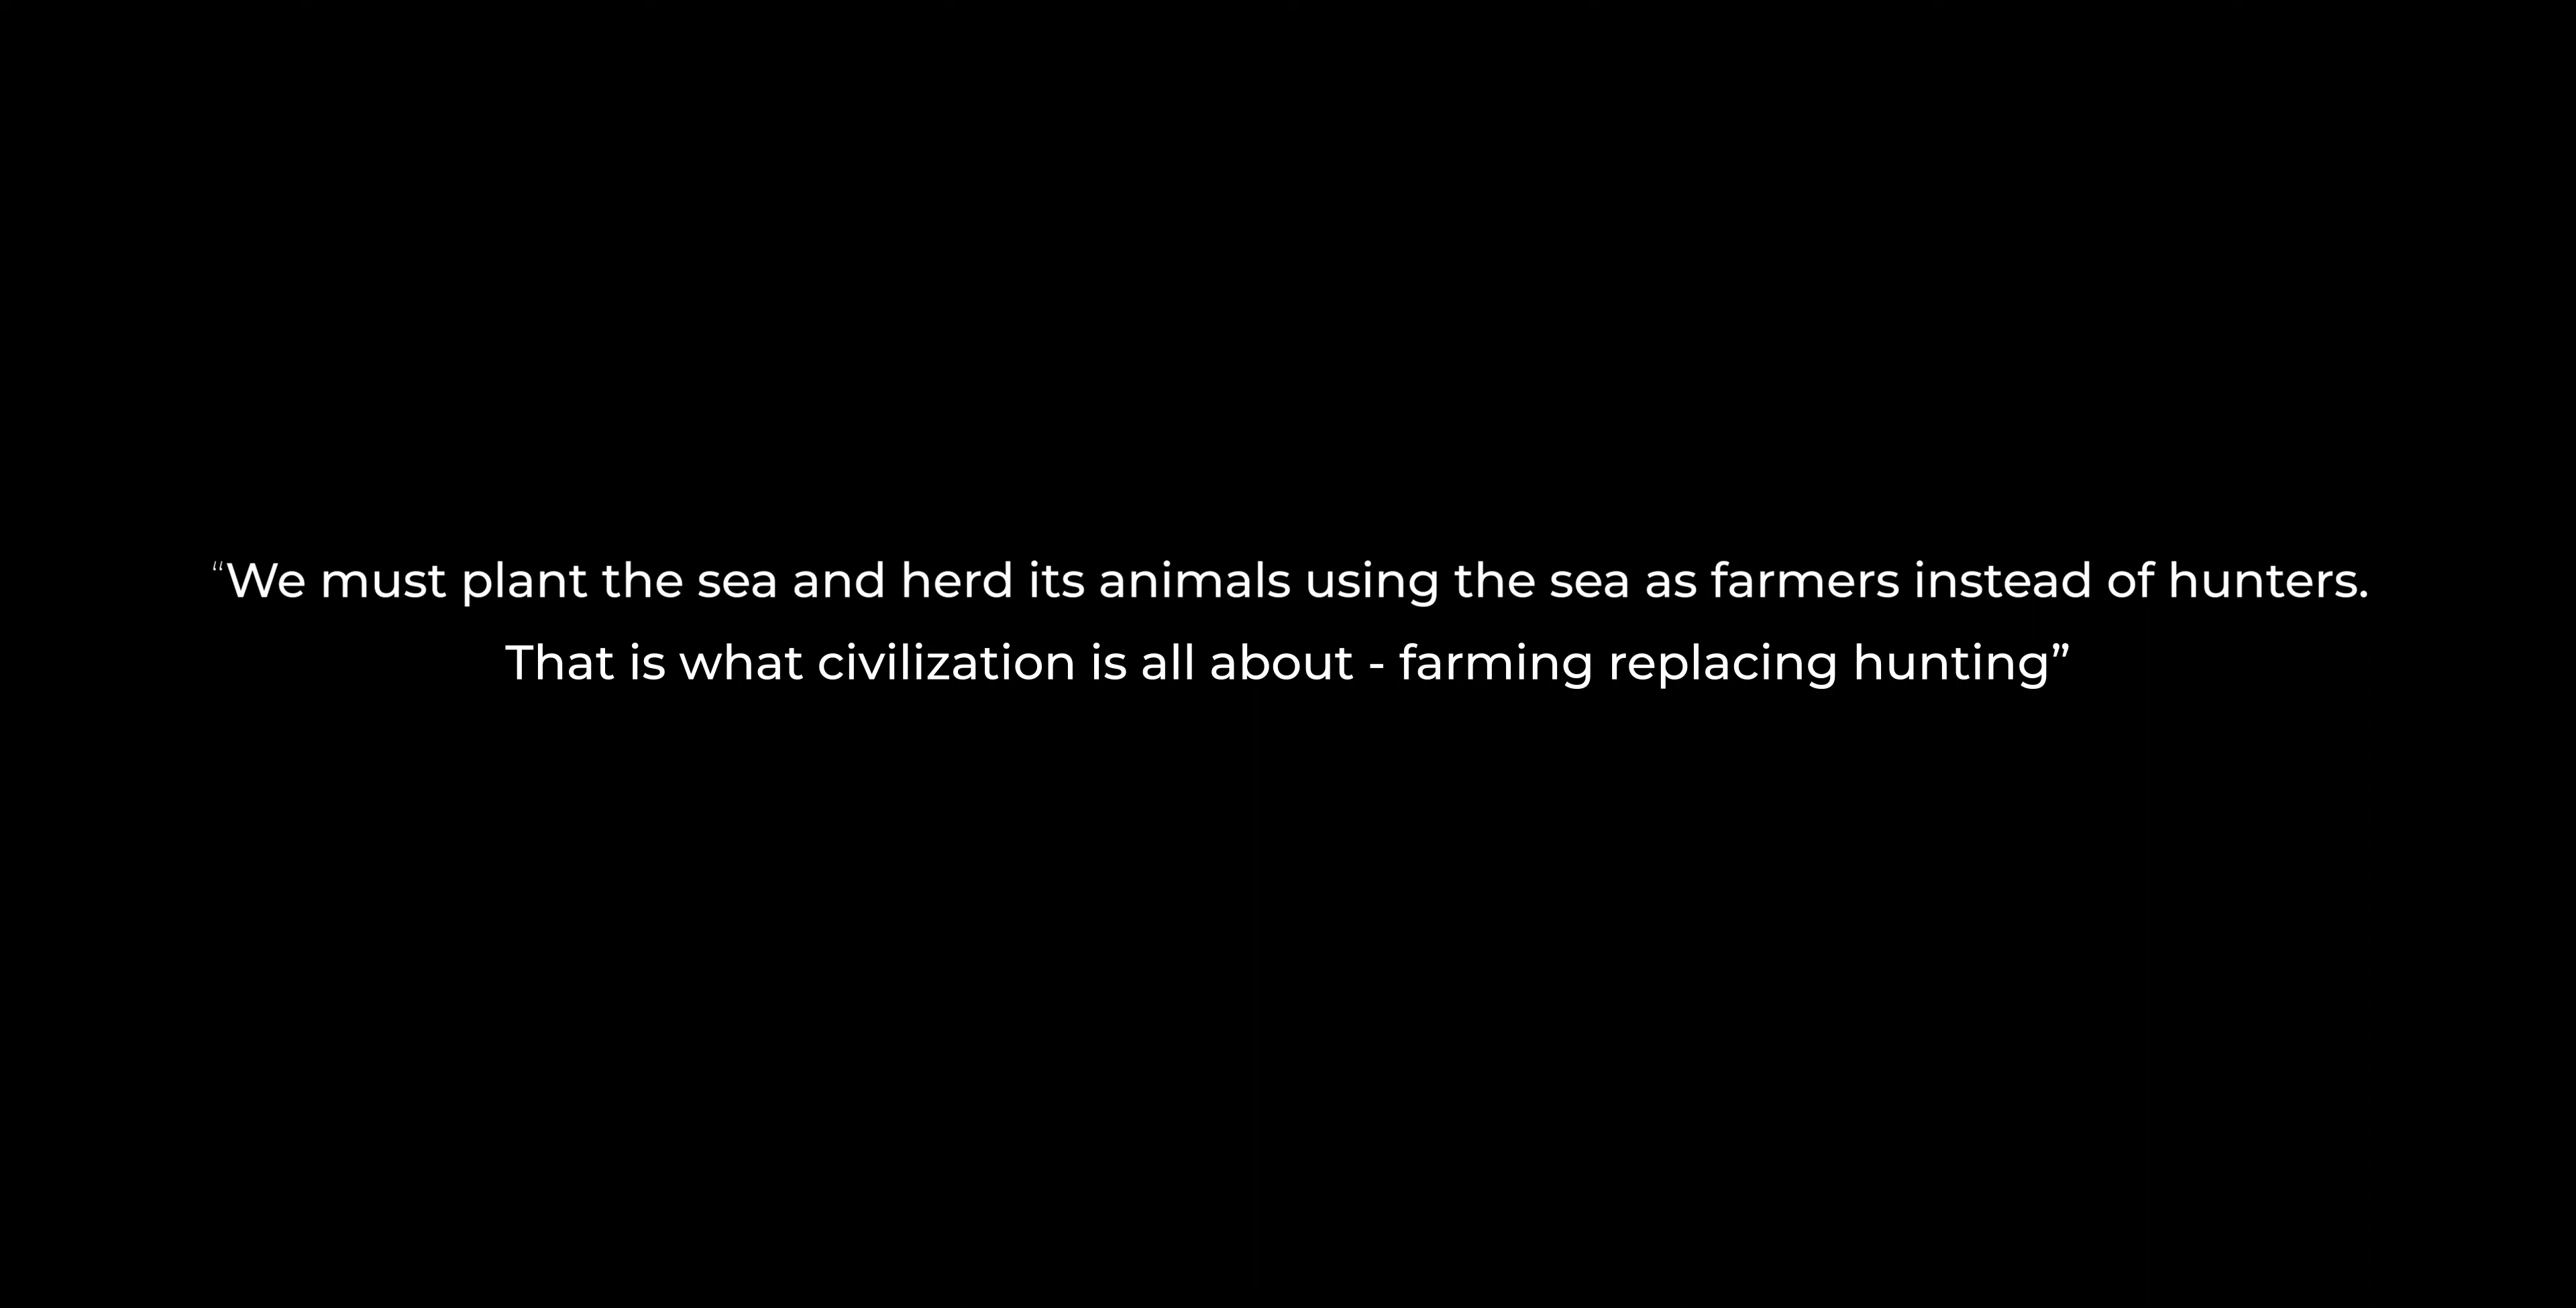 “We must plant the sea and herd its animals using the sea as farmers instead of hunters.
That is what civilization is all about - farming replacing hunting”